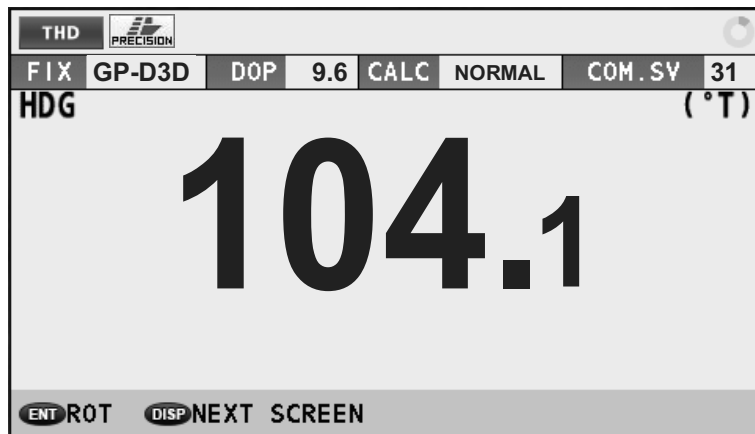 THD PRECISION
FIX GP-D3D DOP 9.6 CALC NORMAL COM.SV 31
HDG (°T)
104.1
ENT ROT DISP NEXT SCREEN